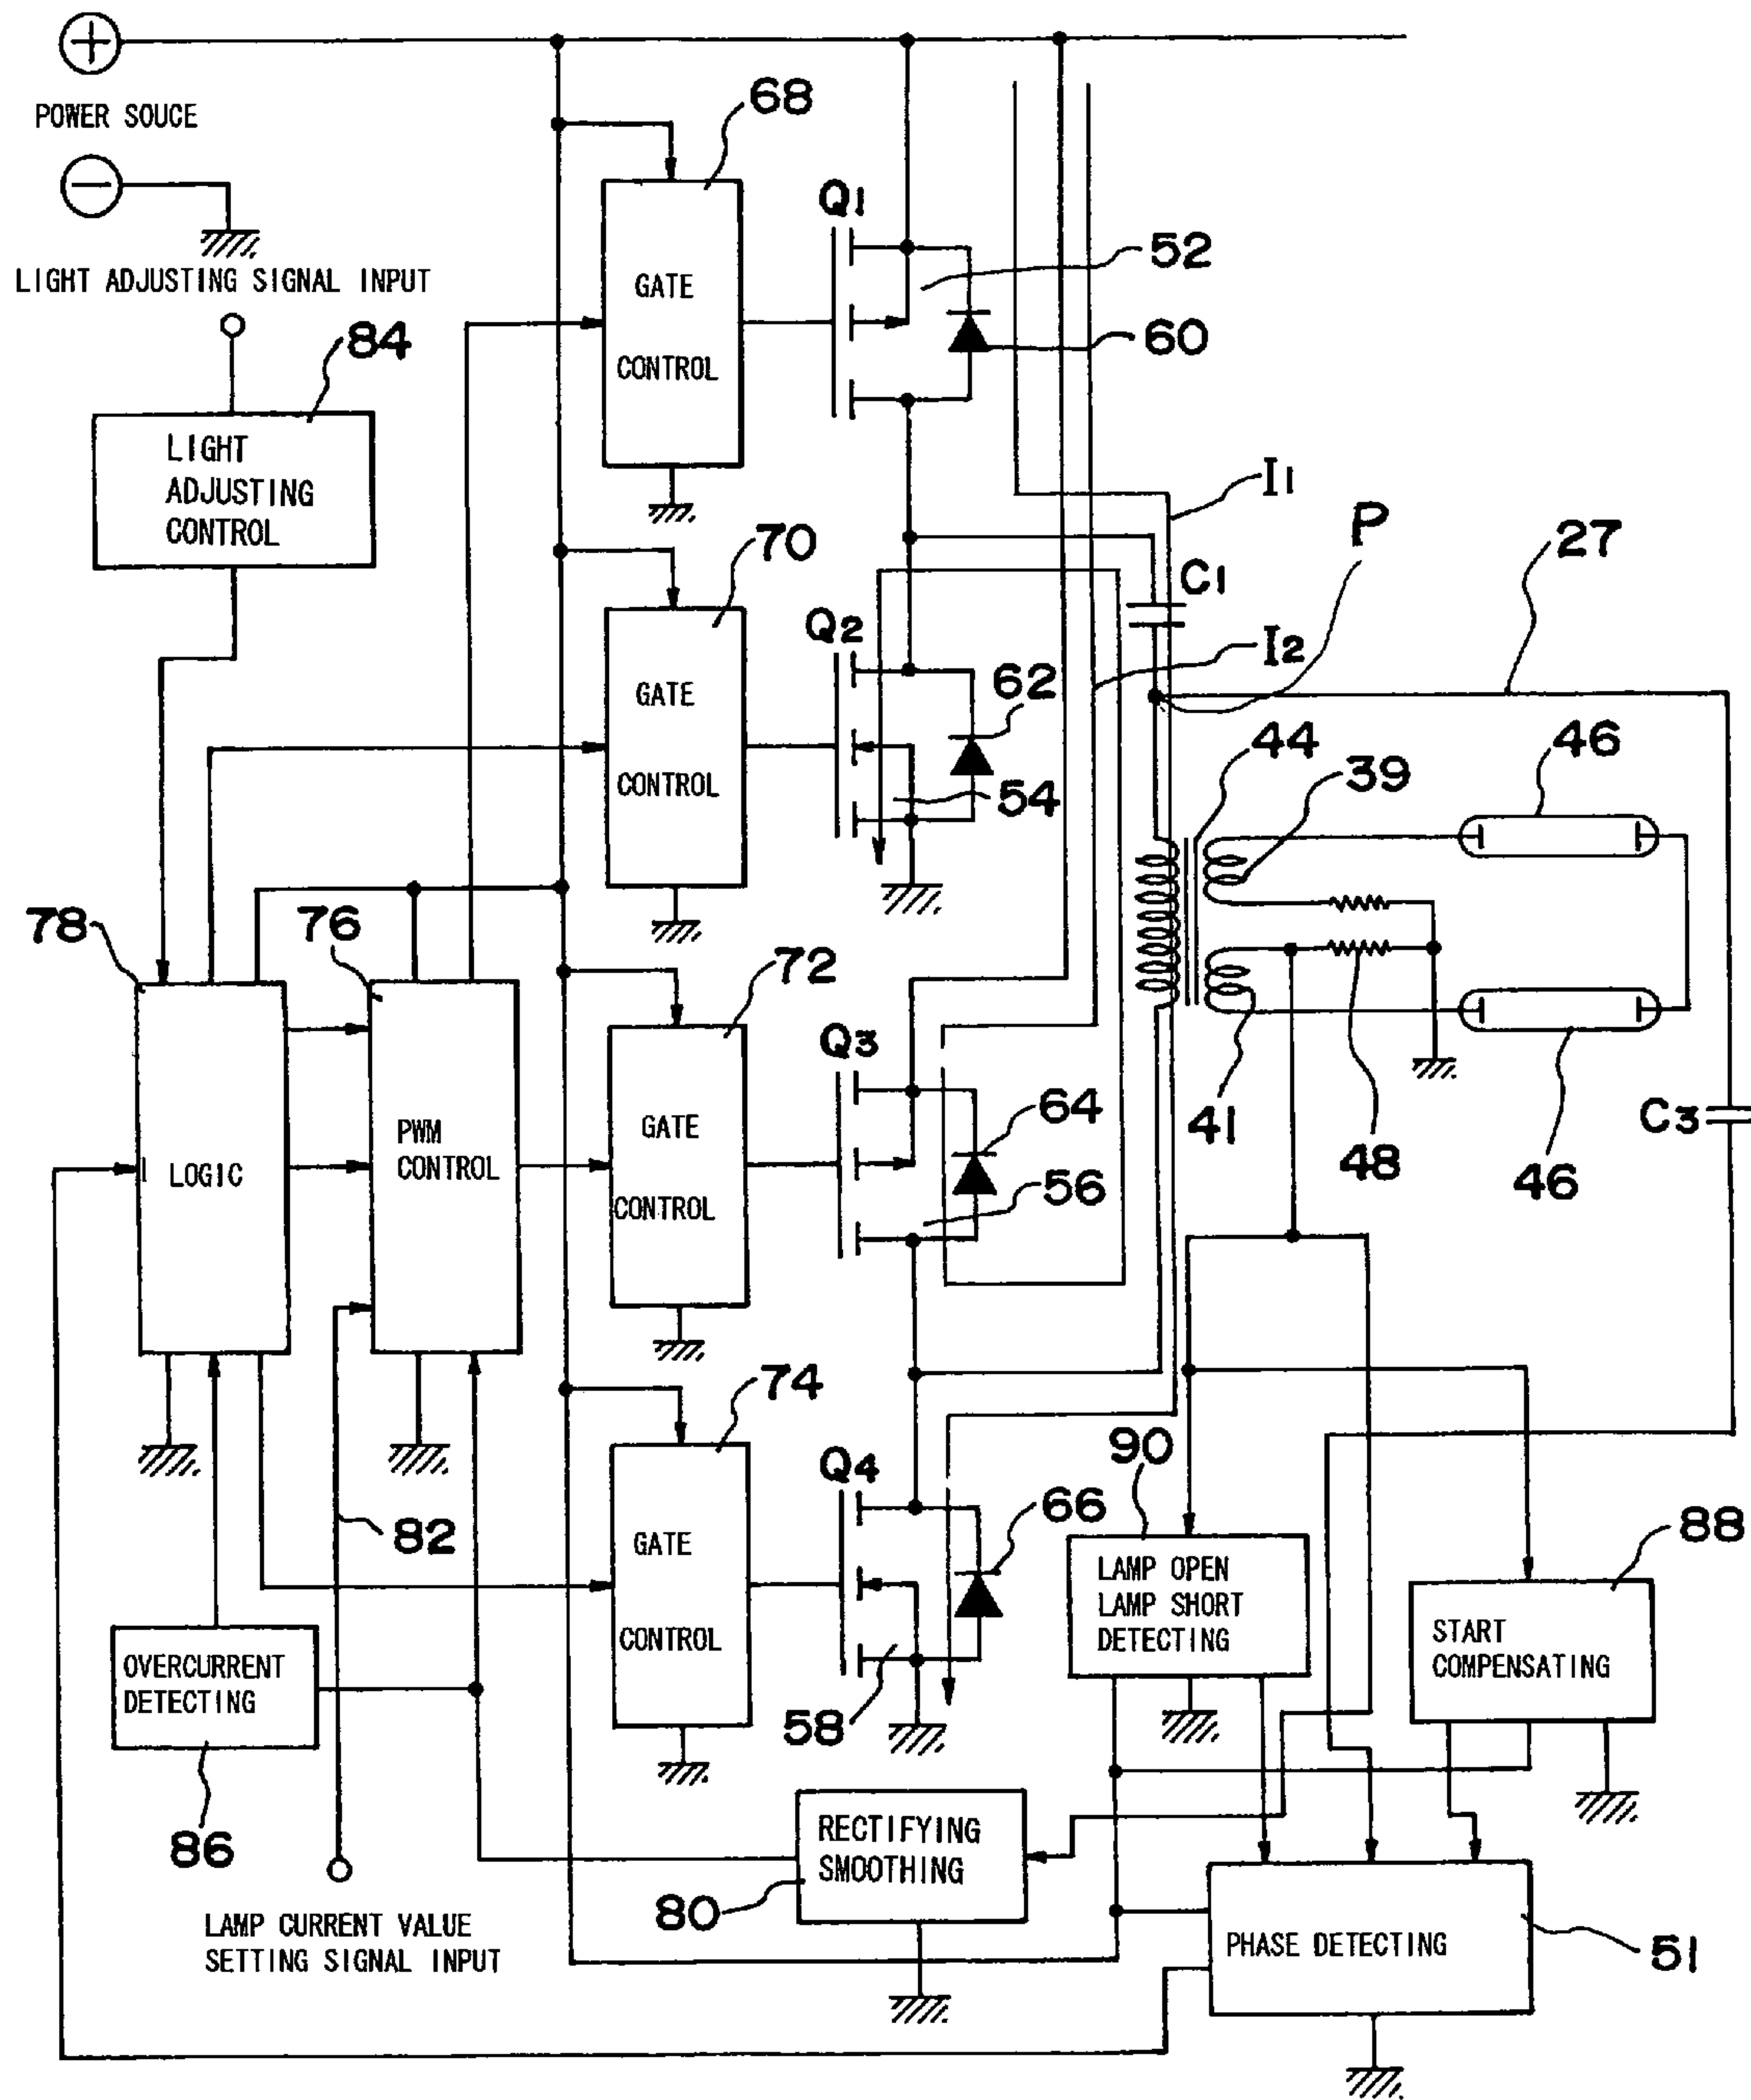 POWER SOUCE
LIGHT ADJUSTING SIGNAL INPUT
84
LIGHT
ADJUSTING
CONTROL
68
GATE
CONTROL
Q1
52
60
I1
P
27
70
GATE
CONTROL
Q2
C1
I2
62
54
44
39
46
78
76
72
LOGIC
PWM
CONTROL
GATE
CONTROL
Q3
64
56
41
48
46
C3
74
GATE
CONTROL
Q4
66
58
90
LAMP OPEN
LAMP SHORT
DETECTING
88
START
COMPENSATING
82
OVERCURRENT
DETECTING
86
RECTIFYING
SMOOTHING
80
LAMP CURRENT VALUE
SETTING SIGNAL INPUT
PHASE DETECTING
51